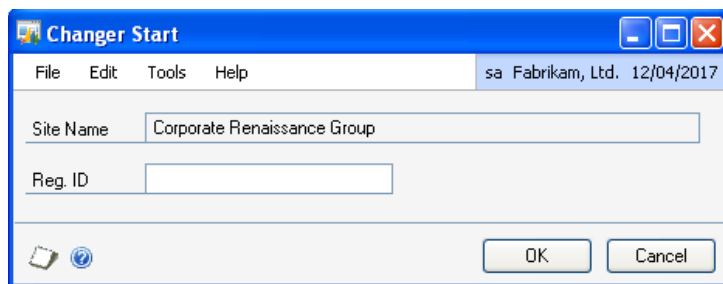 Changer Start
File Edit Tools Help sa Fabrikam, Ltd. 12/04/2017
Site Name Corporate Renaissance Group
Reg. ID
OK Cancel